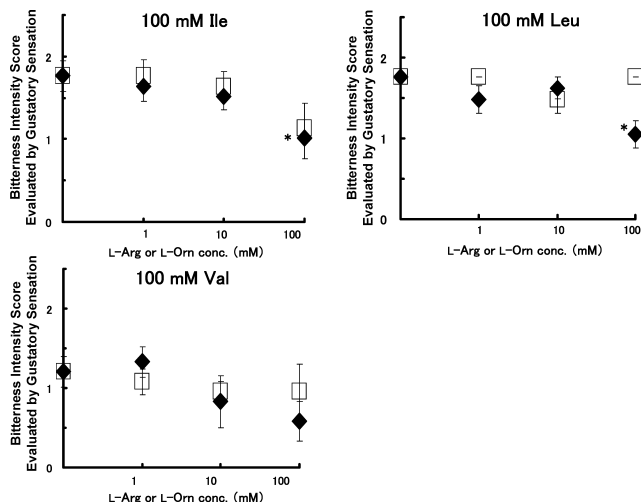 100 mM Ile
Bitterness Intensity Score
Evaluated by Gustatory Sensation
2
1
0
*
1
10
100
L-Arg or L-Orn conc. (mM)
100 mM Leu
Bitterness Intensity Score
Evaluated by Gustatory Sensation
2
1
0
*
1
10
100
L-Arg or L-Orn conc. (mM)
100 mM Val
Bitterness Intensity Score
Evaluated by Gustatory Sensation
2
1
0
1
10
100
L-Arg or L-Orn conc. (mM)